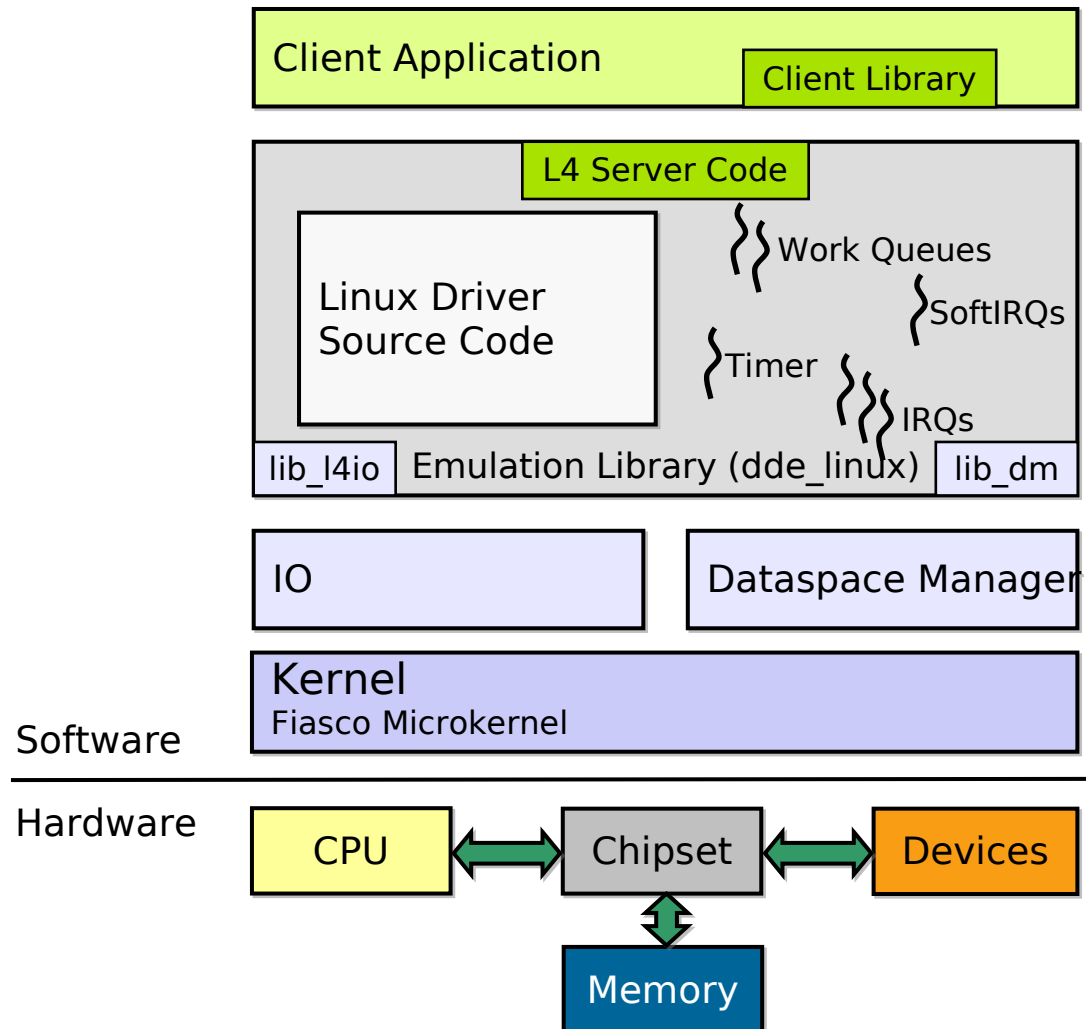 Client Application
Client Library
L4 Server Code
Work Queues
Linux Driver
Source Code
SoftIRQs
Timer
IRQs
lib_l4io
Emulation Library (dde_linux)
lib_dm
IO
Dataspace Manager
Kernel
Fiasco Microkernel
Software
Hardware
CPU
Chipset
Devices
Memory